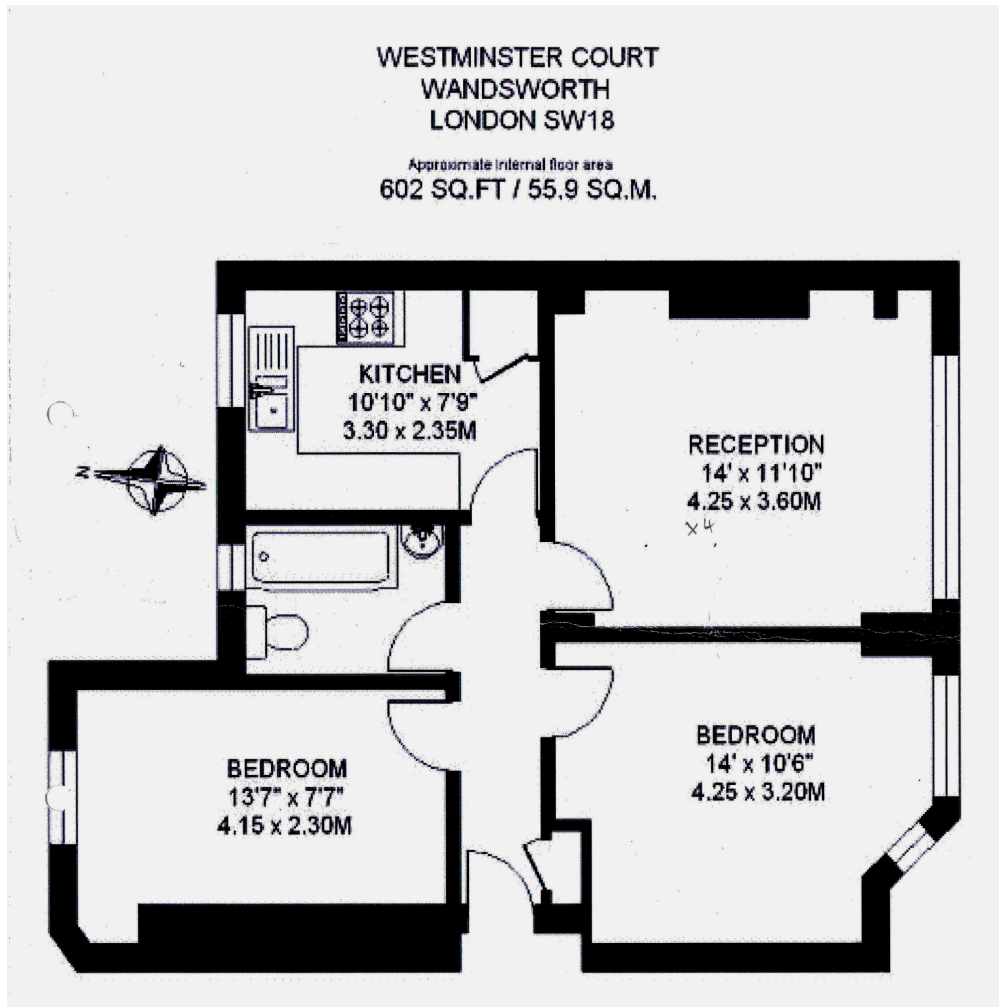 WESTMINSTER COURT
WANDSWORTH
LONDON SW18
Approximate Internal floor area
602 SQ.FT / 55.9 SQ.M.
KITCHEN
10'10" x 7'9"
3.30 x 2.35M
RECEPTION
14' x 11'10"
4.25 x 3.60M
x4
N
BEDROOM
13'7" x 7'7"
4.15 x 2.30M
BEDROOM
14' x 10'6"
4.25 x 3.20M